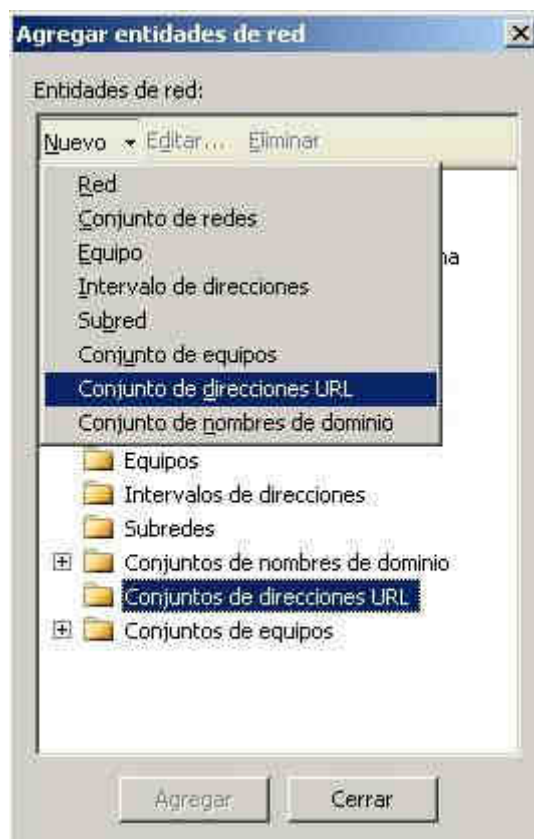 Agregar entidades de red
Entidades de red:
Nuevo Editar... Eliminar
Red
Conjunto de redes
Equipo
Intervalo de direcciones
Subred
Conjunto de equipos
Conjunto de direcciones URL
Conjunto de nombres de dominio
Equipos
Intervalos de direcciones
Subredes
Conjuntos de nombres de dominio
Conjuntos de direcciones URL
Conjuntos de equipos
Agregar Cerrar